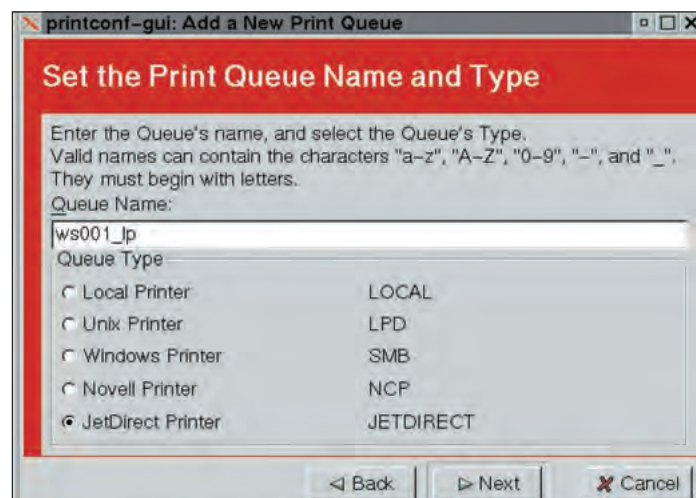 printconf-gui: Add a New Print Queue
Set the Print Queue Name and Type
Enter the Queue's name, and select the Queue's Type.
Valid names can contain the characters "a-z", "A-Z", "0-9", "-", and "_".
They must begin with letters.
Queue Name:
ws001_lp
Queue Type
Local Printer LOCAL
Unix Printer LPD
Windows Printer SMB
Novell Printer NCP
JetDirect Printer JETDIRECT
Back Next Cancel